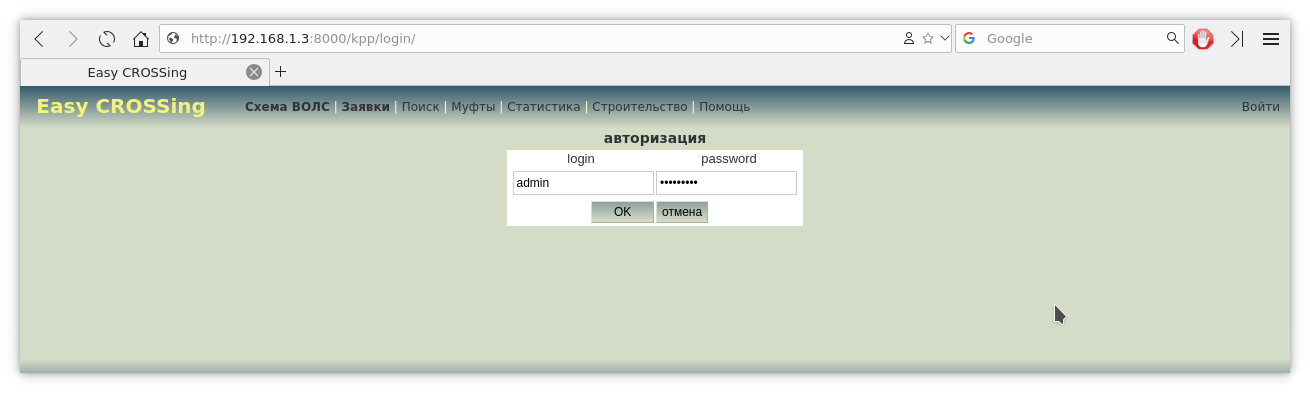 http://192.168.1.3:8000/kpp/login/ Google
Easy CROSSing
Easy CROSSing Схема ВОЛС | Заявки | Поиск | Муфты | Статистика | Строительство | Помощь Войти
авторизация
login password
admin •••••••••
OK отмена